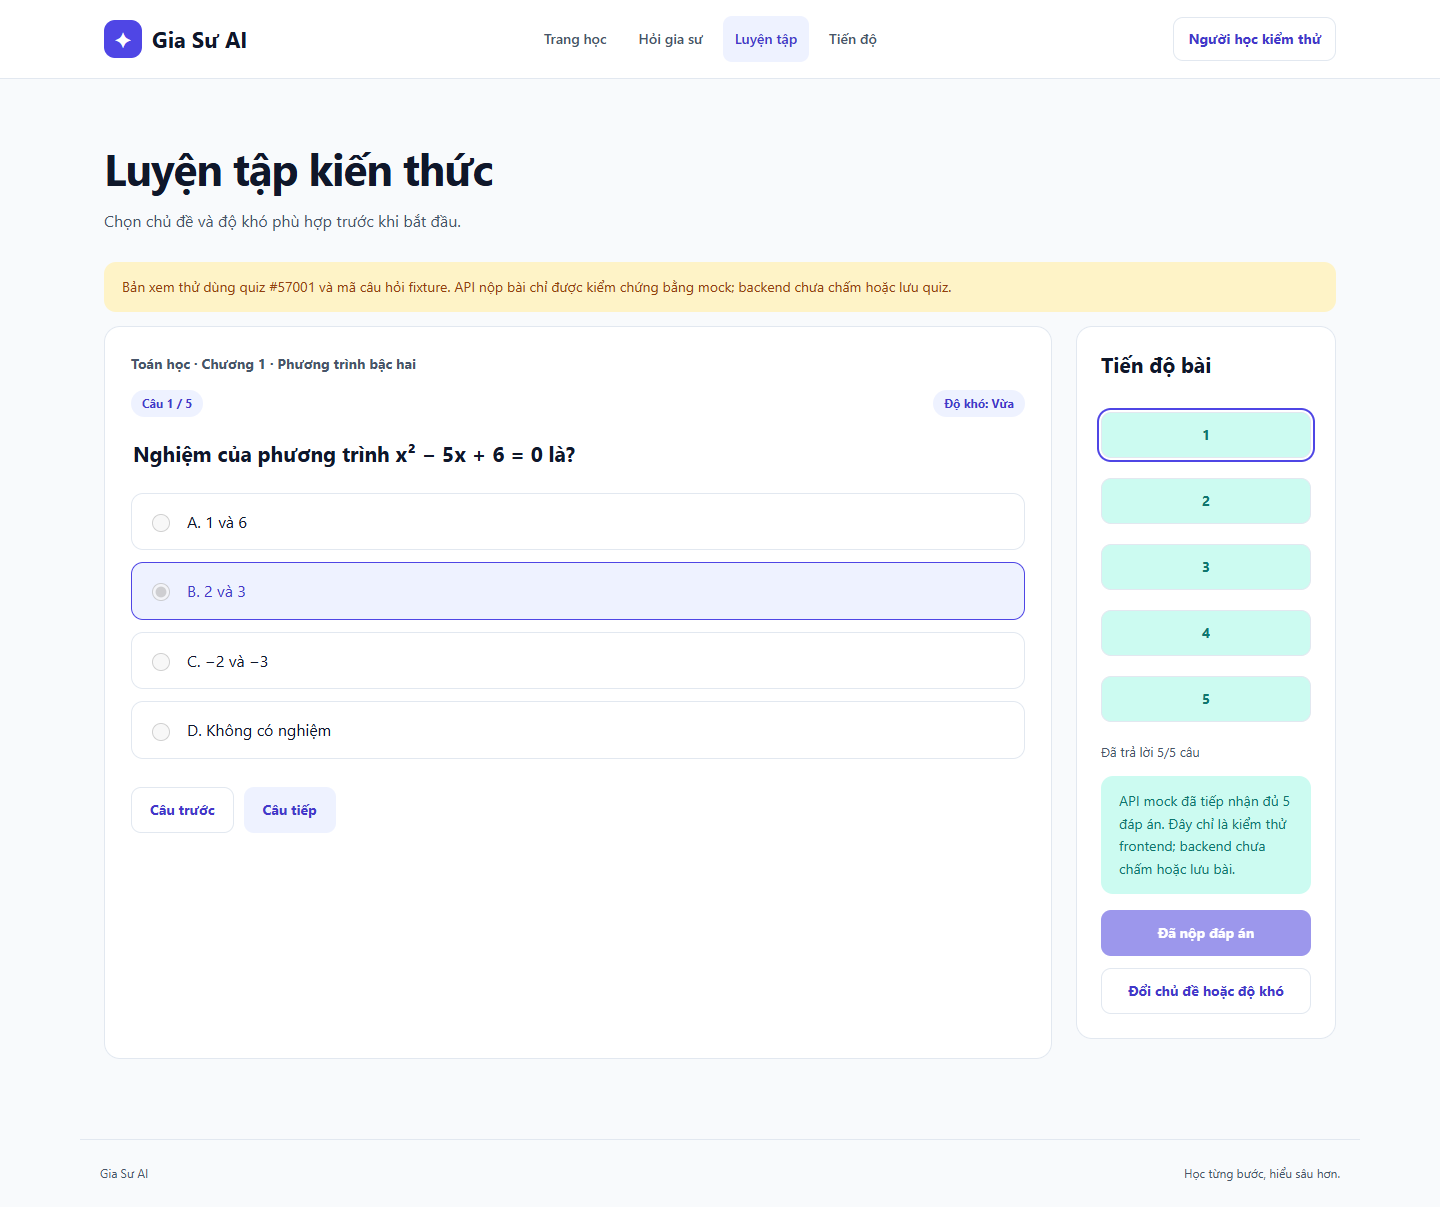 Gia Sư AI
Trang học
Hỏi gia sư
Luyện tập
Tiến độ
Người học kiểm thử
Luyện tập kiến thức
Chọn chủ đề và độ khó phù hợp trước khi bắt đầu.
Bản xem thử dùng quiz #57001 và mã câu hỏi fixture. API nộp bài chỉ được kiểm chứng bằng mock; backend chưa chấm hoặc lưu quiz.
Toán học · Chương 1 · Phương trình bậc hai
Câu 1 / 5
Độ khó: Vừa
Nghiệm của phương trình x² − 5x + 6 = 0 là?
A. 1 và 6
B. 2 và 3
C. −2 và −3
D. Không có nghiệm
Câu trước
Câu tiếp
Tiến độ bài
1
2
3
4
5
Đã trả lời 5/5 câu
API mock đã tiếp nhận đủ 5
đáp án. Đây chỉ là kiểm thử
frontend; backend chưa
chấm hoặc lưu bài.
Đã nộp đáp án
Đổi chủ đề hoặc độ khó
Gia Sư AI
Học từng bước, hiểu sâu hơn.